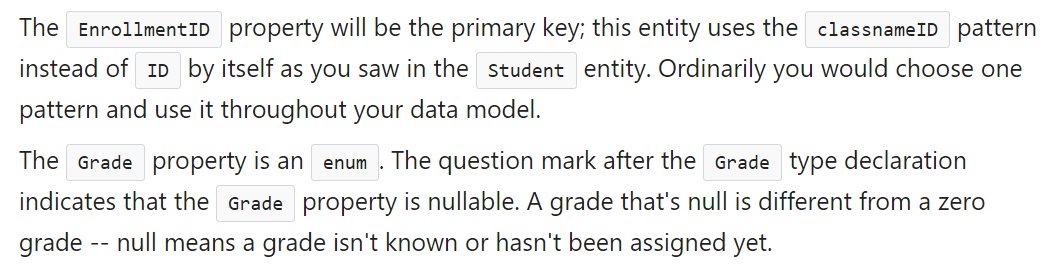 The EnrollmentID property will be the primary key; this entity uses the classnameID pattern
instead of ID by itself as you saw in the Student entity. Ordinarily you would choose one
pattern and use it throughout your data model.
The Grade property is an enum. The question mark after the Grade type declaration
indicates that the Grade property is nullable. A grade that's null is different from a zero
grade -- null means a grade isn't known or hasn't been assigned yet.